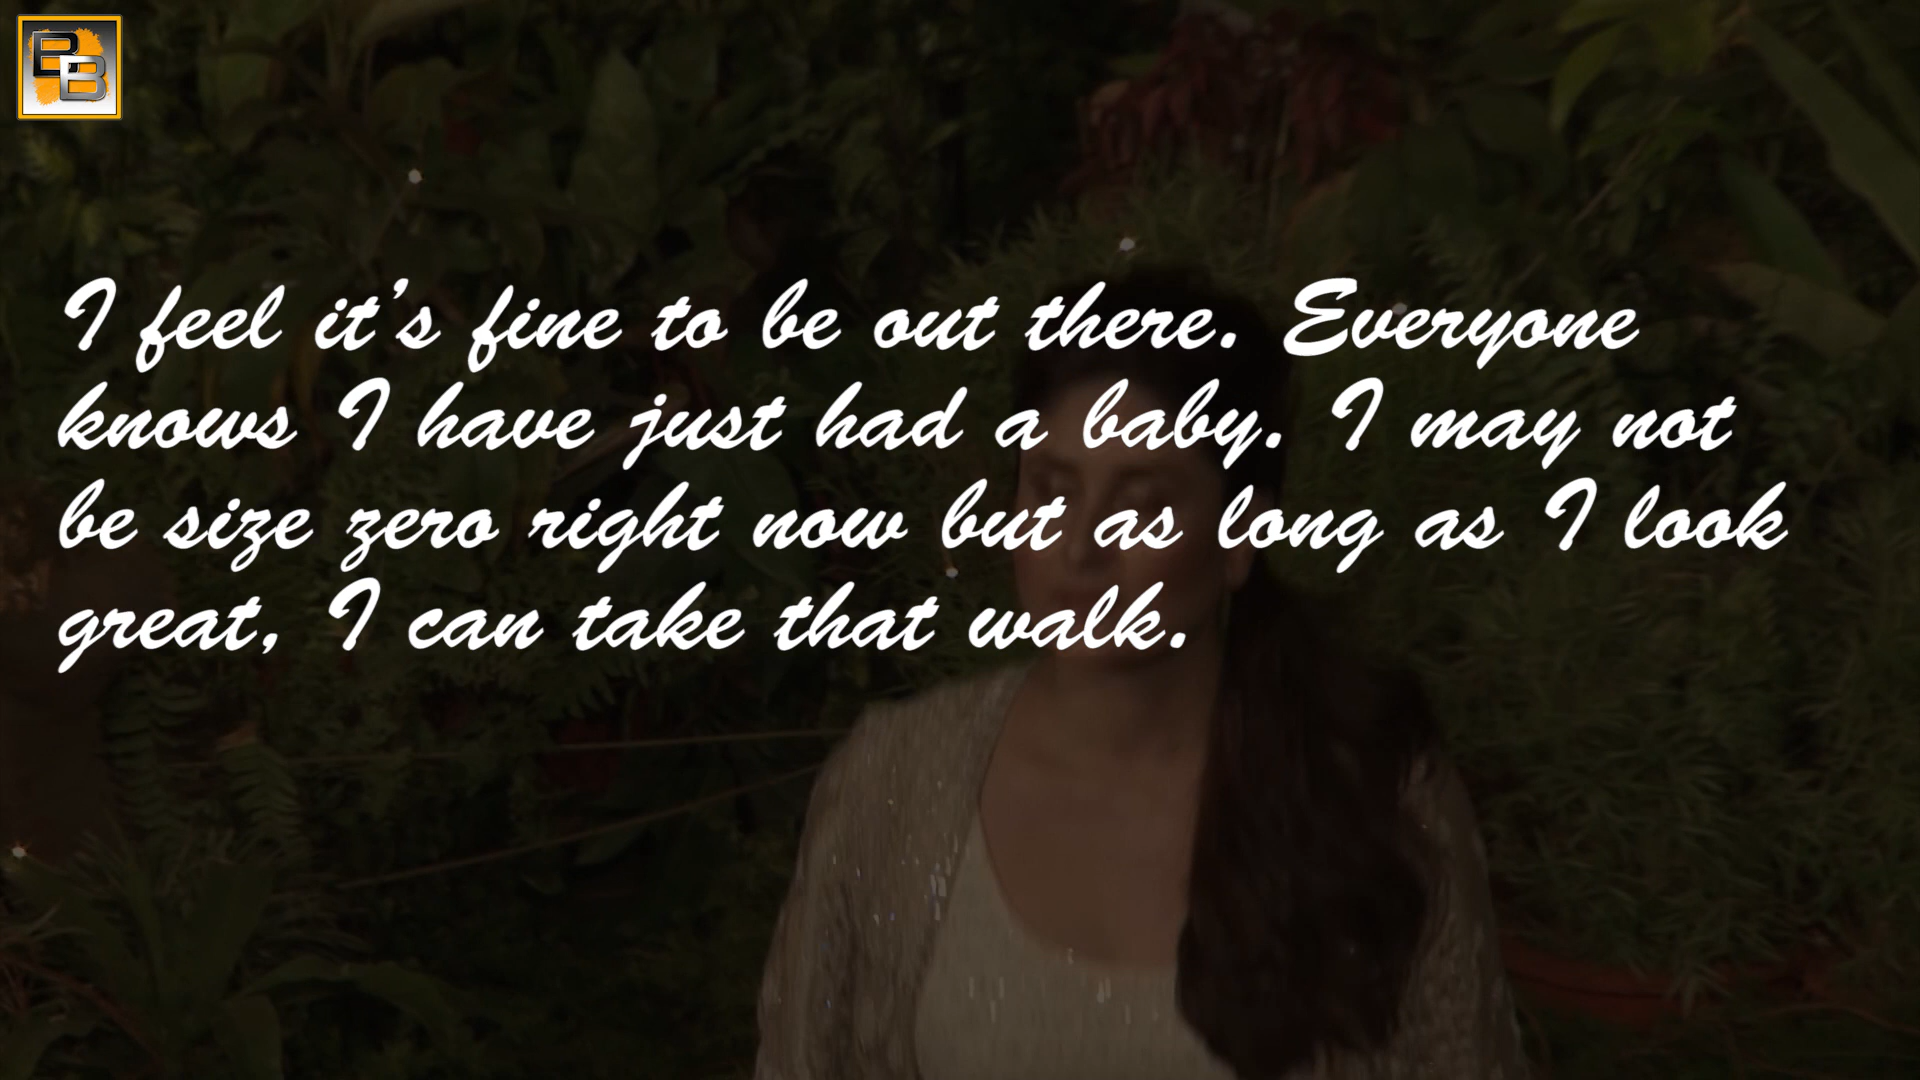 BB
I feel it's fine to be out there. Everyone
knows I have just had a baby. I may not
be size zero right now but as long as I look
great, I can take that walk.